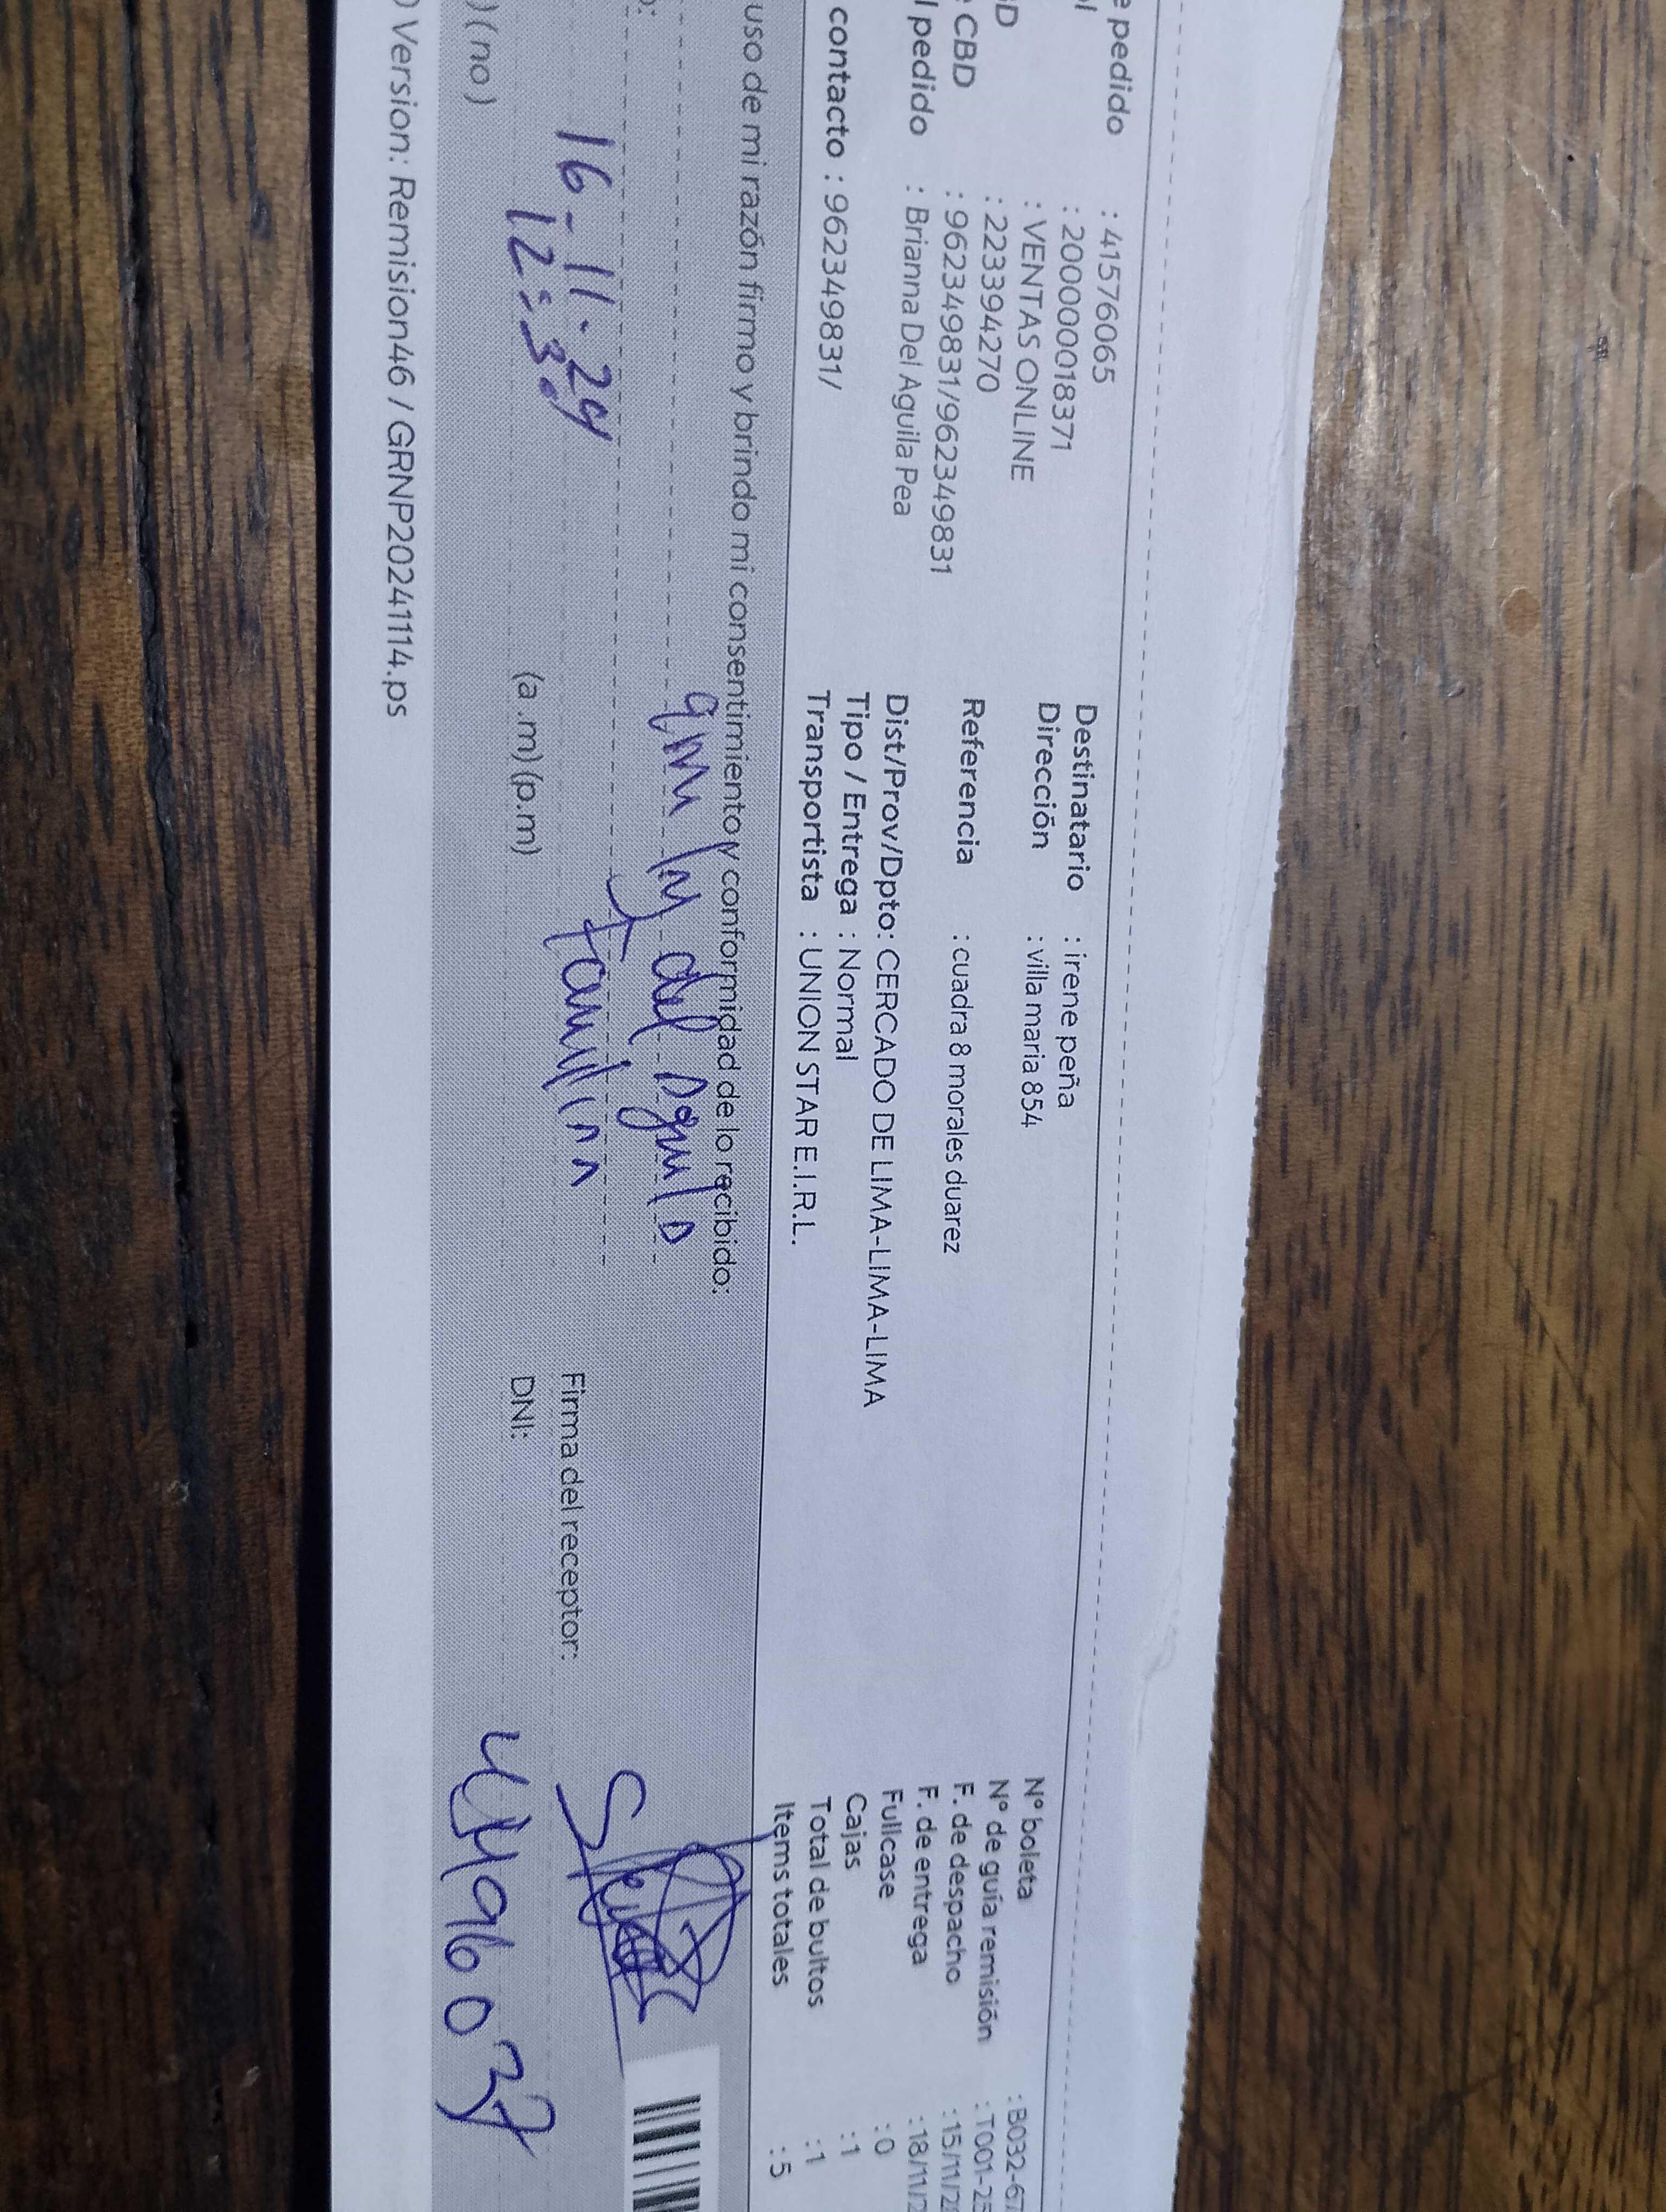 e pedido : 41576065
l : 2000000018371
: VENTAS ONLINE
D : 223394270
e CBD : 962349831/962349831
l pedido : Brianna Del Aguila Pea
contacto : 962349831/
Destinatario : irene peña
Dirección : villa maria 854
Referencia : cuadra 8 morales duarez
Dist/Prov/Dpto: CERCADO DE LIMA-LIMA-LIMA
Tipo / Entrega : Normal
Transportista : UNION STAR E.I.R.L.
N° boleta : B032-67
N° de guía remisión : T001-25
F. de despacho : 15/11/2
F. de entrega : 18/11/2
Fullcase : 0
Cajas : 1
Total de bultos : 1
Items totales : 5
uso de mi razón firmo y brindo mi consentimiento y conformidad de lo recibido:
del Aguila
familia
16-11-24
12:30
(a .m) (p.m)
) ( no )
Firma del receptor:
DNI:
) Version: Remision46 / GRNP20241114.ps